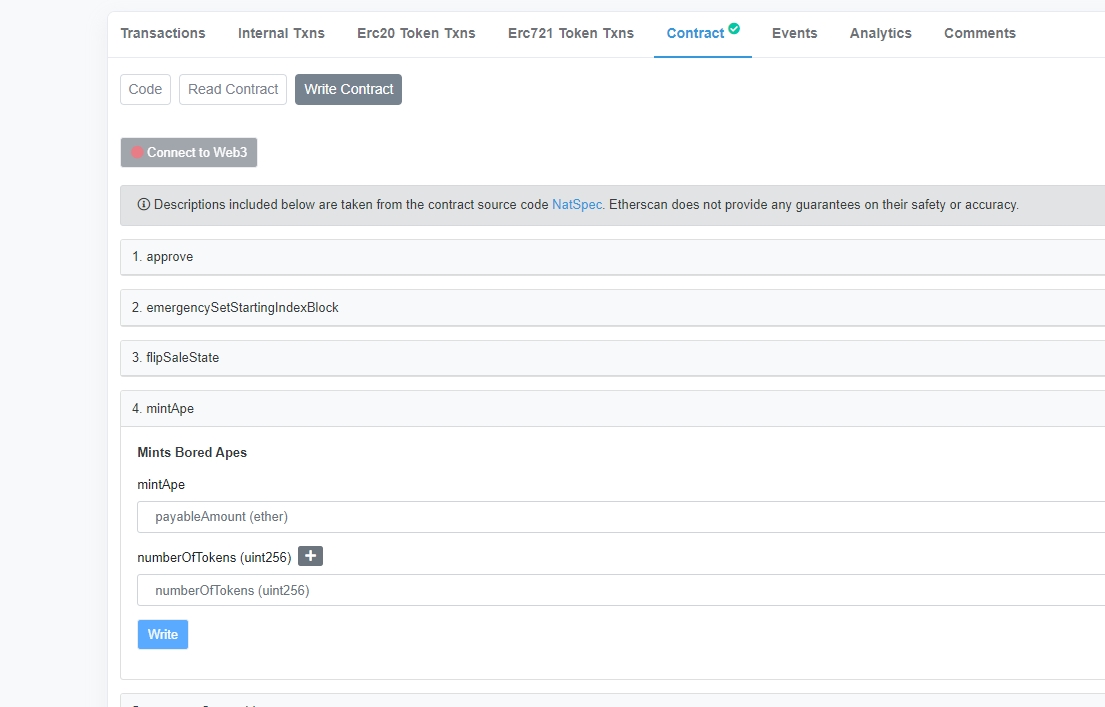 Transactions Internal Txns Erc20 Token Txns Erc721 Token Txns Contract Events Analytics Comments
Code Read Contract Write Contract
Connect to Web3
Descriptions included below are taken from the contract source code NatSpec. Etherscan does not provide any guarantees on their safety or accuracy.
1. approve
2. emergencySetStartingIndexBlock
3. flipSaleState
4. mintApe
Mints Bored Apes
mintApe
payableAmount (ether)
numberOfTokens (uint256)
numberOfTokens (uint256)
Write